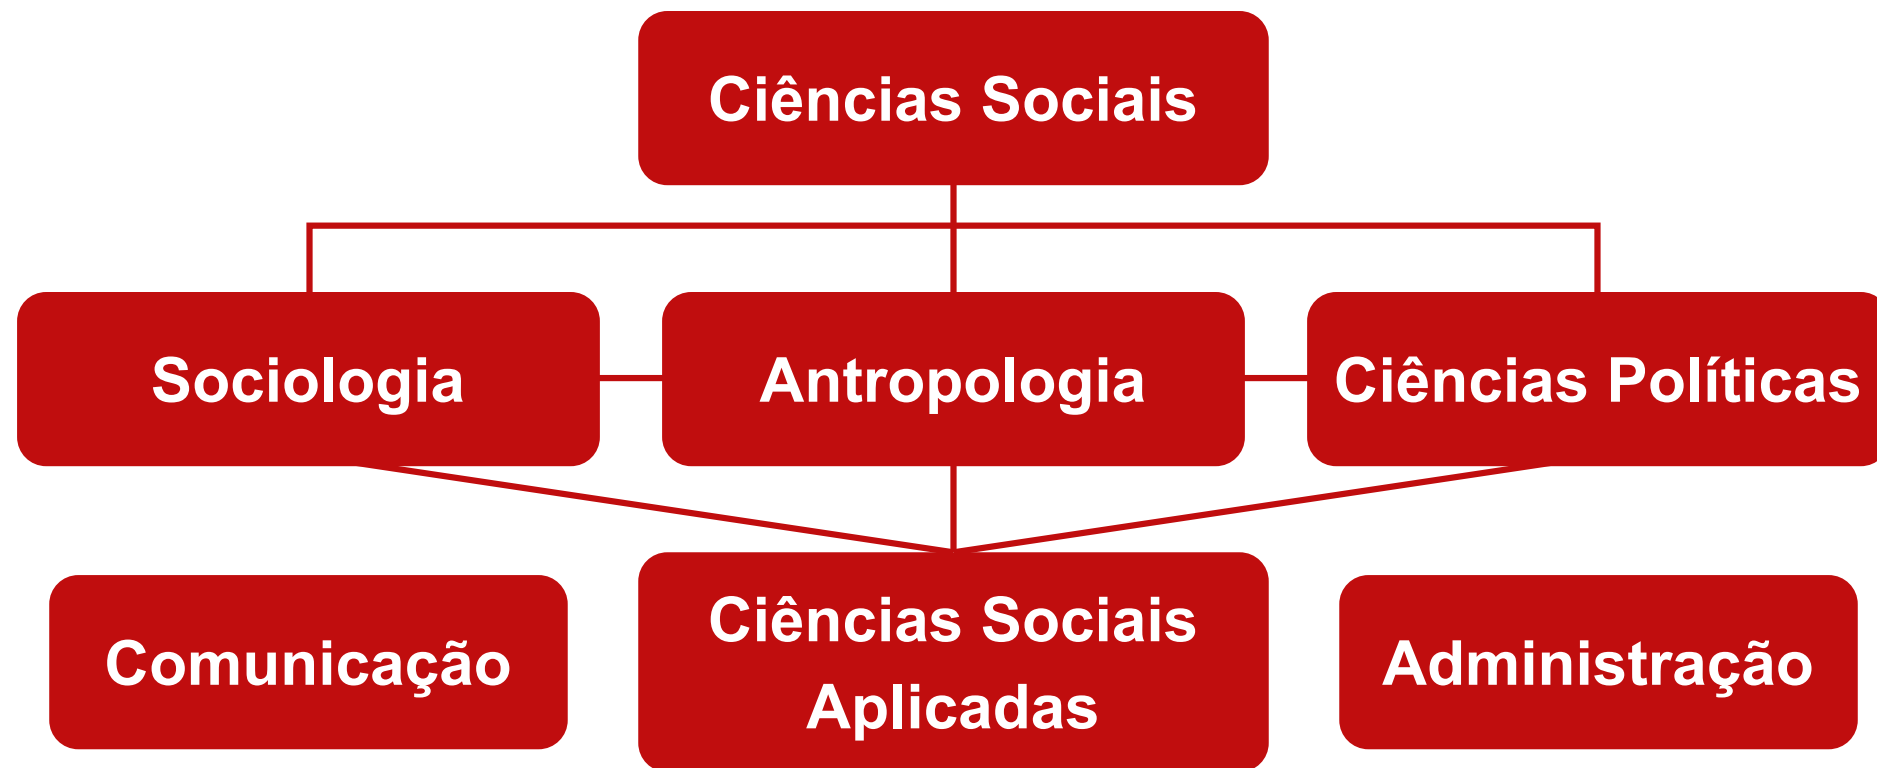 Ciências Sociais
Sociologia
Antropologia
Ciências Políticas
Comunicação
Ciências Sociais
Aplicadas
Administração